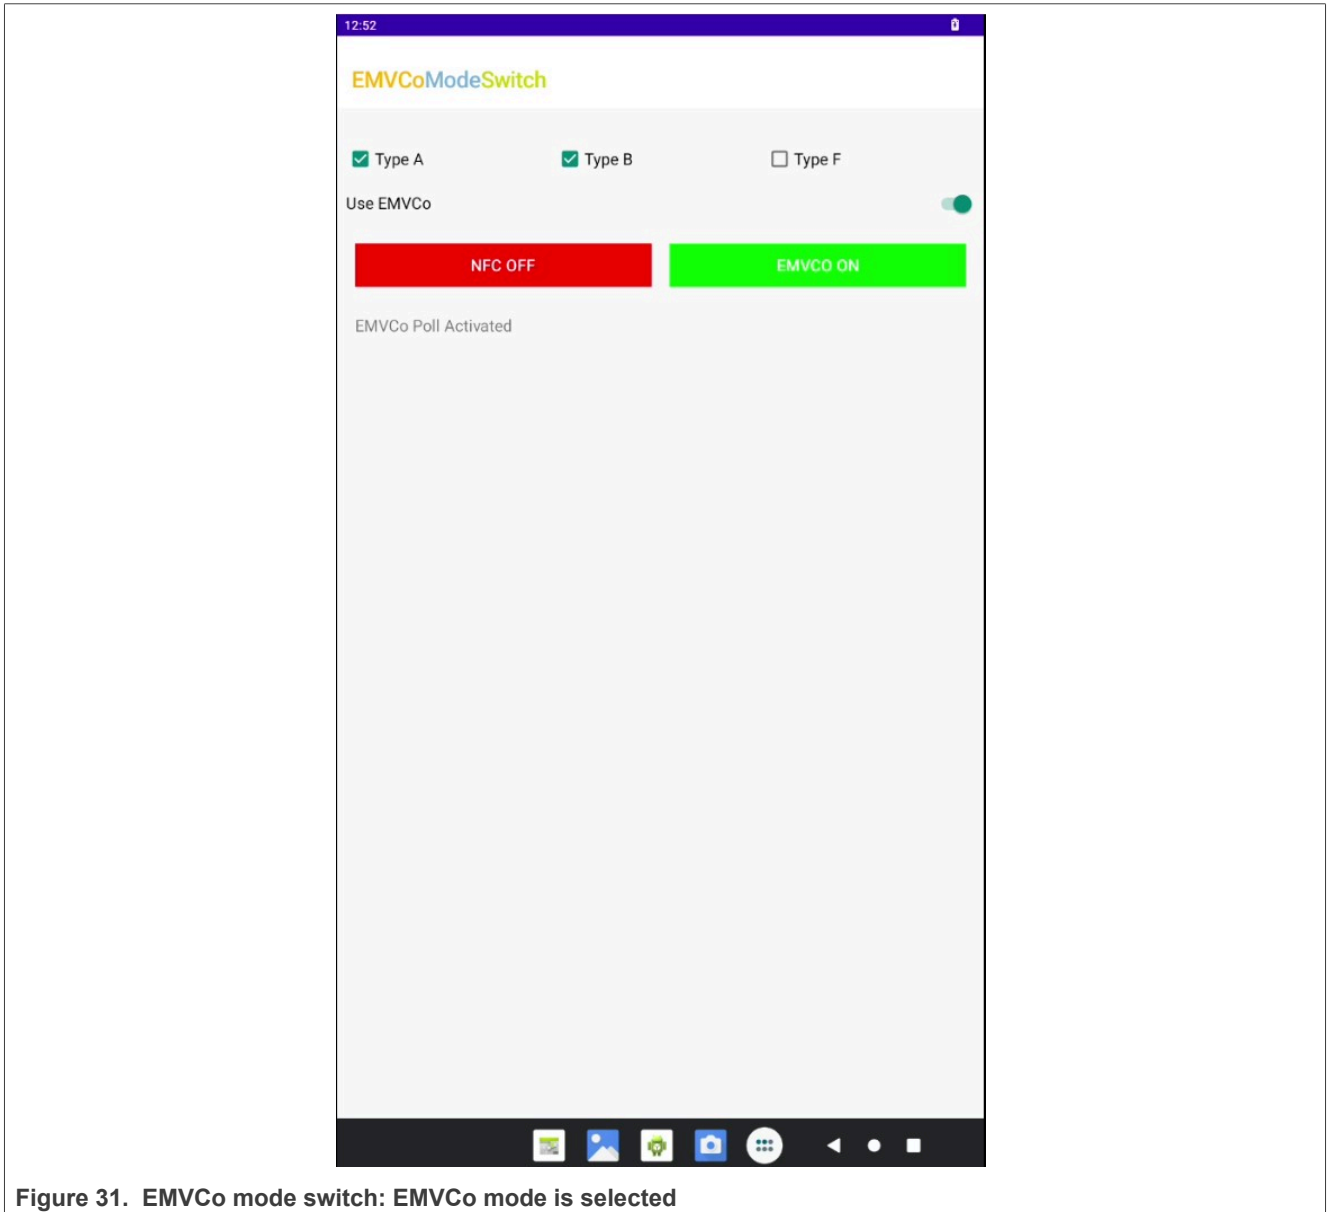 12:52
EMVCoModeSwitch
Type A Type B Type F
Use EMVCo
NFC OFF EMVCO ON
EMVCo Poll Activated
Figure 31. EMVCo mode switch: EMVCo mode is selected